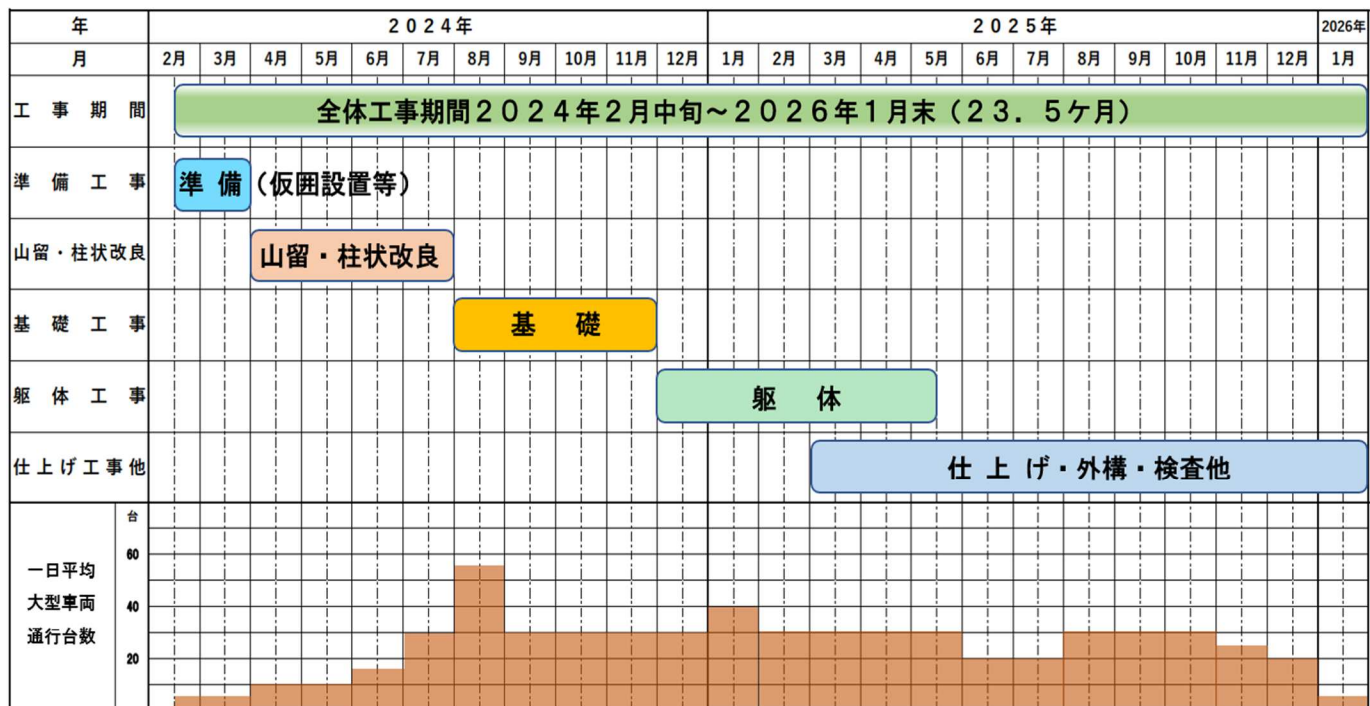 年 2024年 2025年 2026年
月 2月 3月 4月 5月 6月 7月 8月 9月 10月 11月 12月 1月 2月 3月 4月 5月 6月 7月 8月 9月 10月 11月 12月 1月
工事期間 全体工事期間2024年2月中旬~2026年1月末(23.5ケ月)
準備工事 準備(仮囲設置等)
山留・柱状改良 山留・柱状改良
基礎工事 基礎
躯体工事 躯体
仕上げ工事他 仕上げ・外構・検査他
台
60
一日平均
大型車両
40
通行台数
20